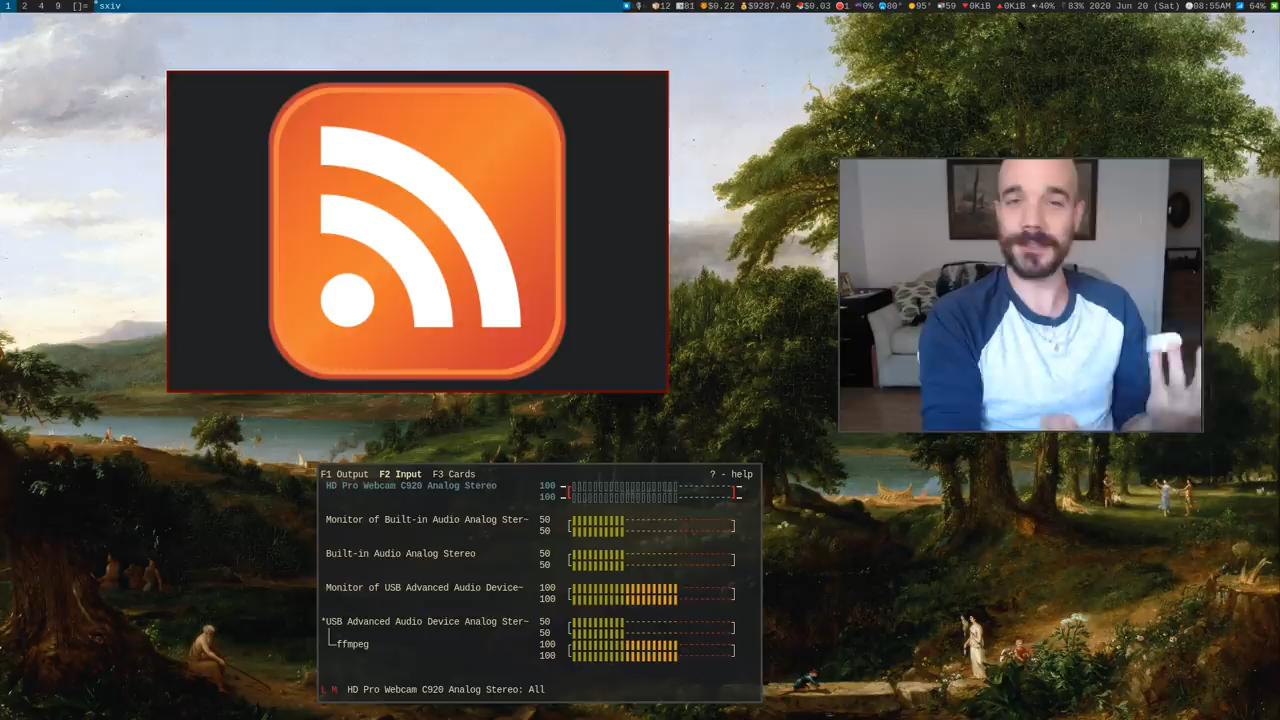 1 2 4 9 []= sxiv 12 81 $0.22 $9287.40 $0.03 1 0% 80° 95° 59 0KiB 0KiB 40% 83% 2020 Jun 20 (Sat) 08:55AM 64%
F1 Output F2 Input F3 Cards ? - help
HD Pro Webcam C920 Analog Stereo 100
100
Monitor of Built-in Audio Analog Ster~ 50
50
Built-in Audio Analog Stereo 50
50
Monitor of USB Advanced Audio Device~ 100
100
*USB Advanced Audio Device Analog Ster~ 50
50
ffmpeg 100
100
L M HD Pro Webcam C920 Analog Stereo: All